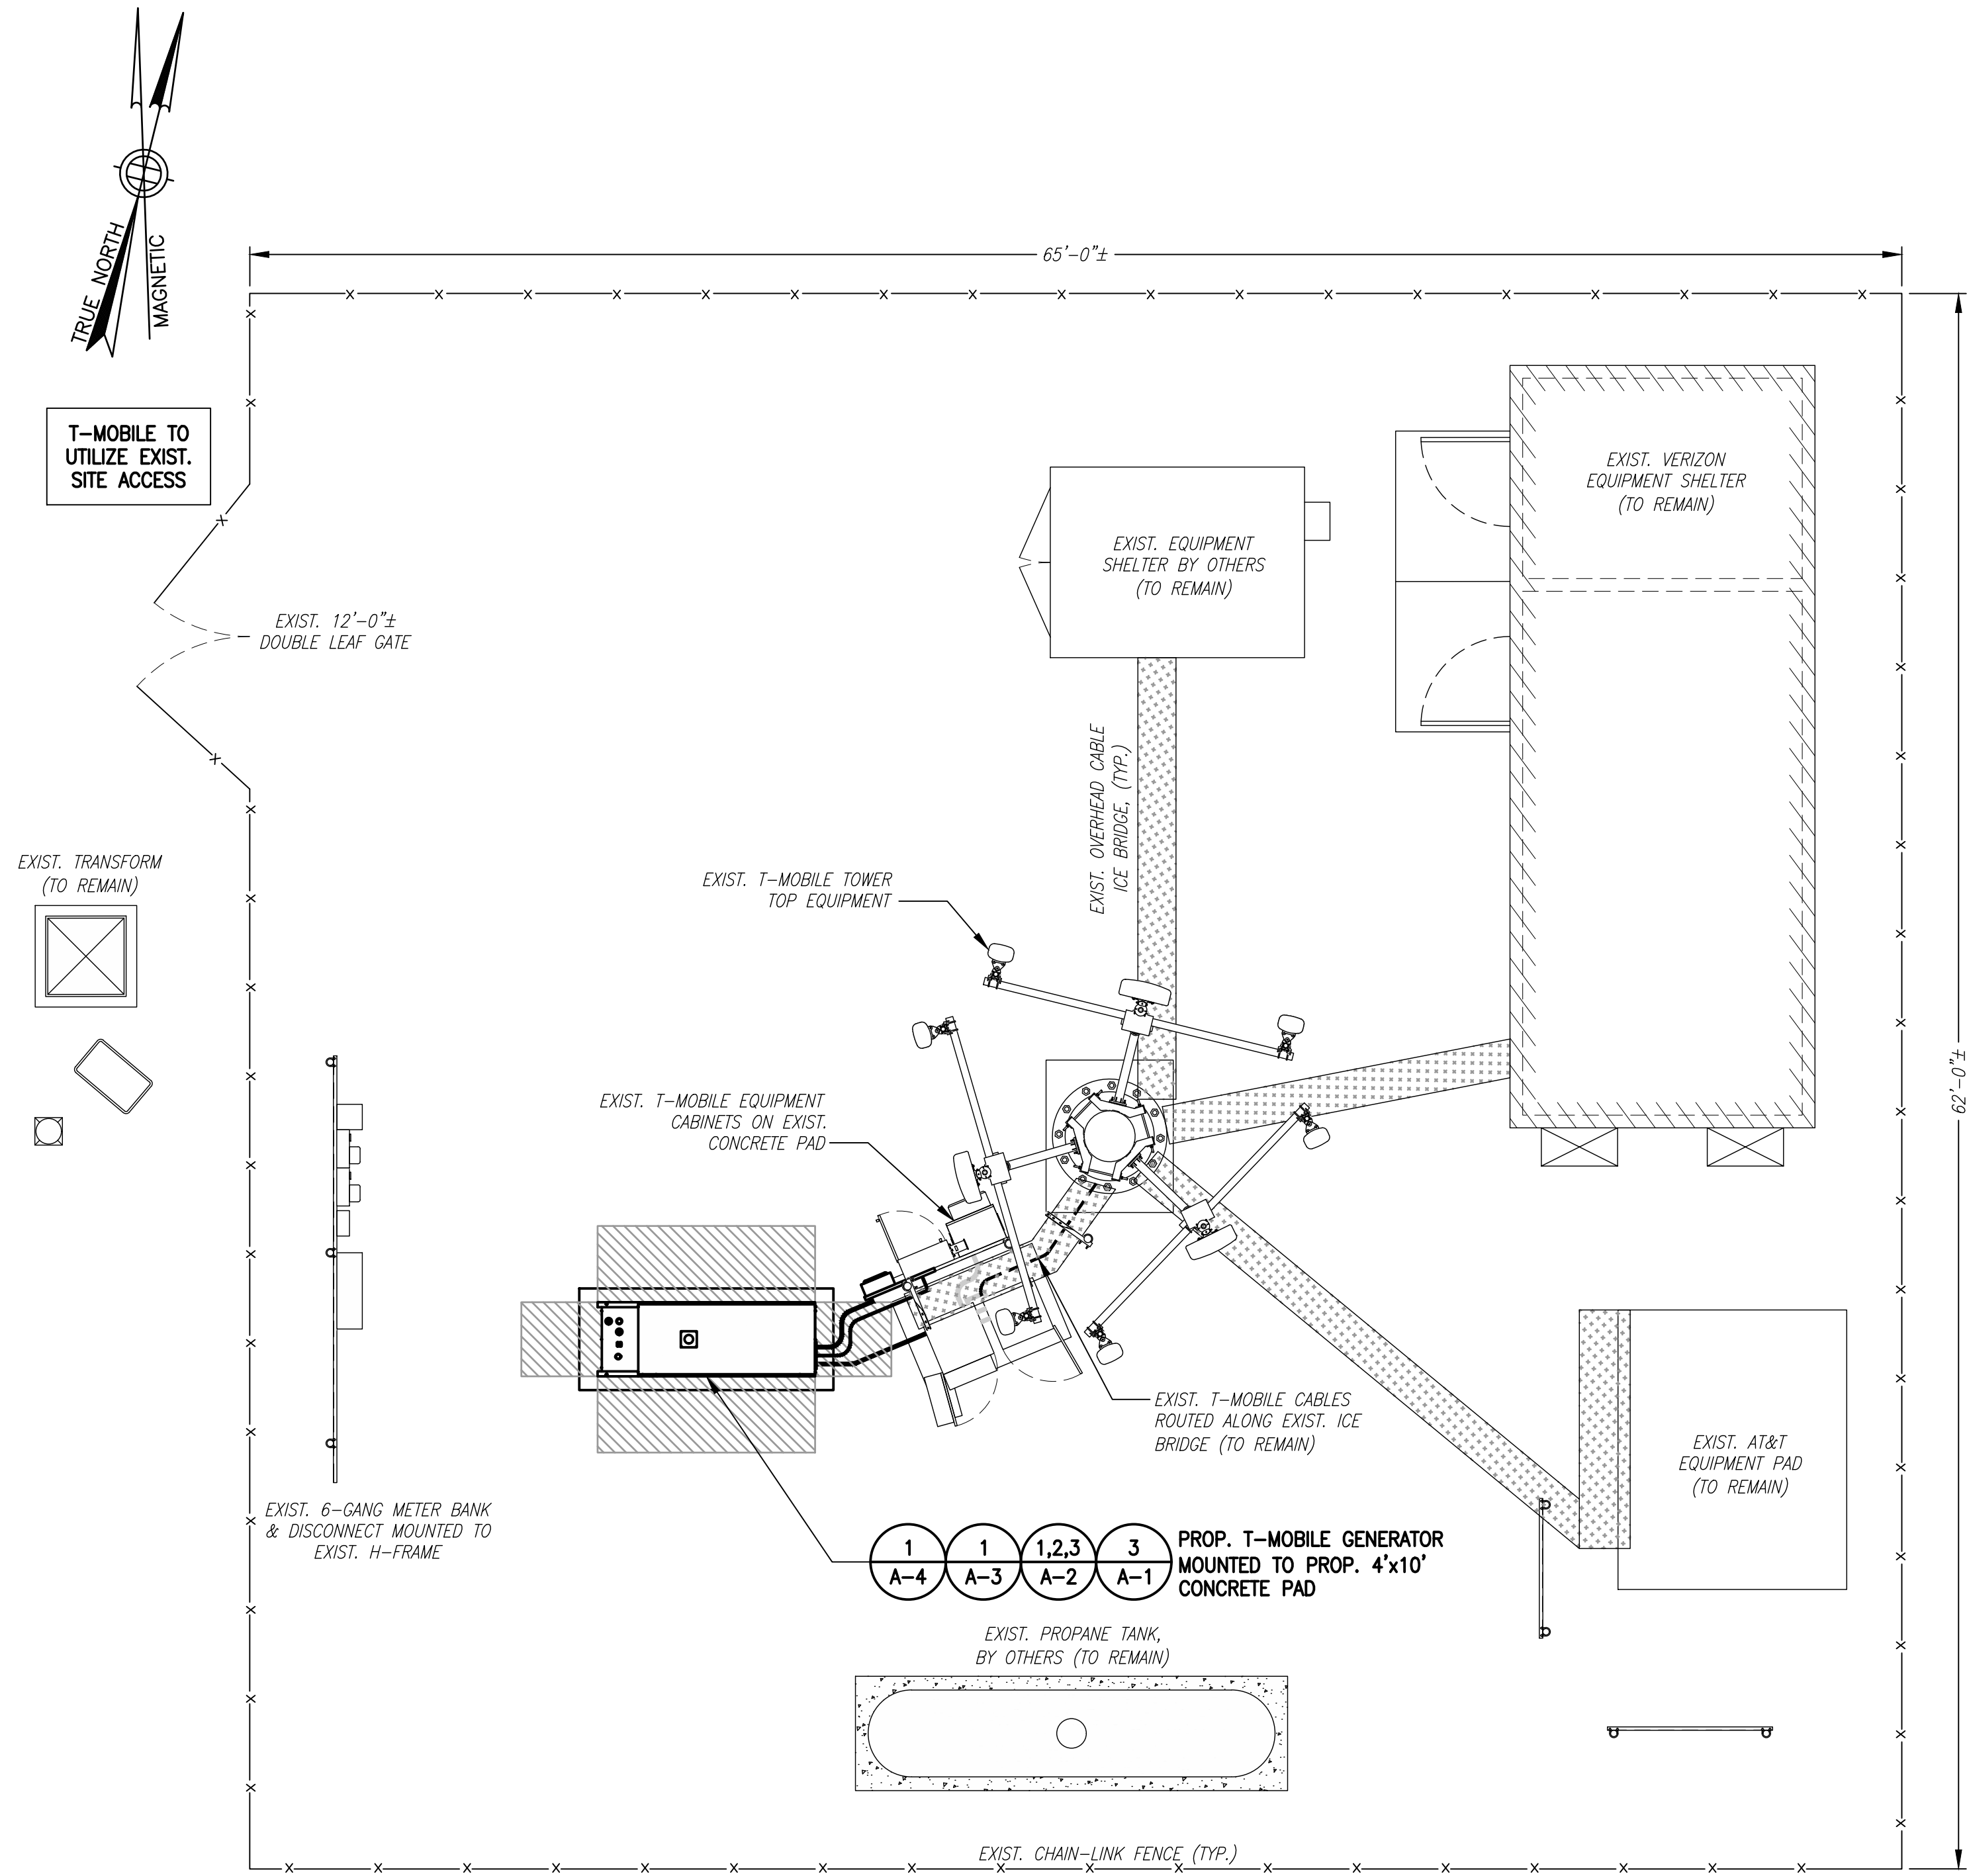 TRUE NORTH
MAGNETIC
65'-0"±
T-MOBILE TO
UTILIZE EXIST.
SITE ACCESS
EXIST. VERIZON
EQUIPMENT SHELTER
(TO REMAIN)
EXIST. EQUIPMENT
SHELTER BY OTHERS
(TO REMAIN)
EXIST. 12'-0"±
DOUBLE LEAF GATE
EXIST. OVERHEAD CABLE
ICE BRIDGE, (TYP.)
EXIST. TRANSFORM
(TO REMAIN)
EXIST. T-MOBILE TOWER
TOP EQUIPMENT
62'-0"±
EXIST. T-MOBILE EQUIPMENT
CABINETS ON EXIST.
CONCRETE PAD
EXIST. T-MOBILE CABLES
ROUTED ALONG EXIST. ICE
BRIDGE (TO REMAIN)
EXIST. AT&T
EQUIPMENT PAD
(TO REMAIN)
EXIST. 6-GANG METER BANK
& DISCONNECT MOUNTED TO
EXIST. H-FRAME
1
A-4
1
A-3
1,2,3
A-2
3
A-1
PROP. T-MOBILE GENERATOR
MOUNTED TO PROP. 4'x10'
CONCRETE PAD
EXIST. PROPANE TANK,
BY OTHERS (TO REMAIN)
EXIST. CHAIN-LINK FENCE (TYP.)